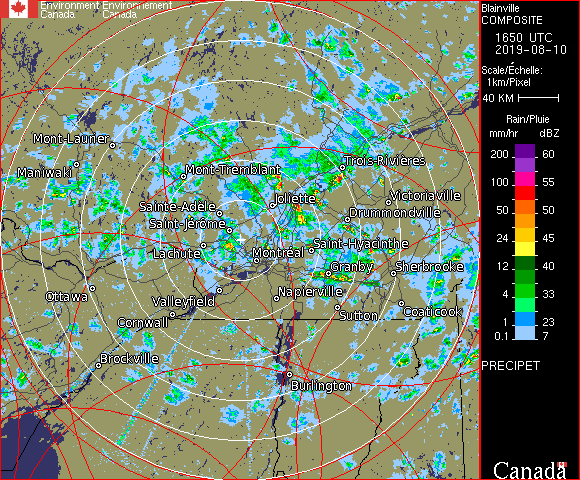 Environment Environnement
Canada Canada
Mont-Laurier
Maniwaki
Mont-Tremblant
Trois-Rivières
Joliette
Victoriaville
Sainte-Adele
Drummondville
Saint-Jérôme
Saint-Hyacinthe
Lachute
Montréal
Granby
Sherbrooke
Ottawa
Valleyfield
Napierville
Cornwall
Sutton
Coaticook
Brockville
Burlington
Blainville
COMPOSITE
1650 UTC
2019-08-10
Scale/Échelle:
1km/Pixel
40 KM
Rain/Pluie
mm/hr dBZ
200 60
100 55
50 50
24 45
12 40
4 33
1 23
0.1 7
PRECIPET
Canada